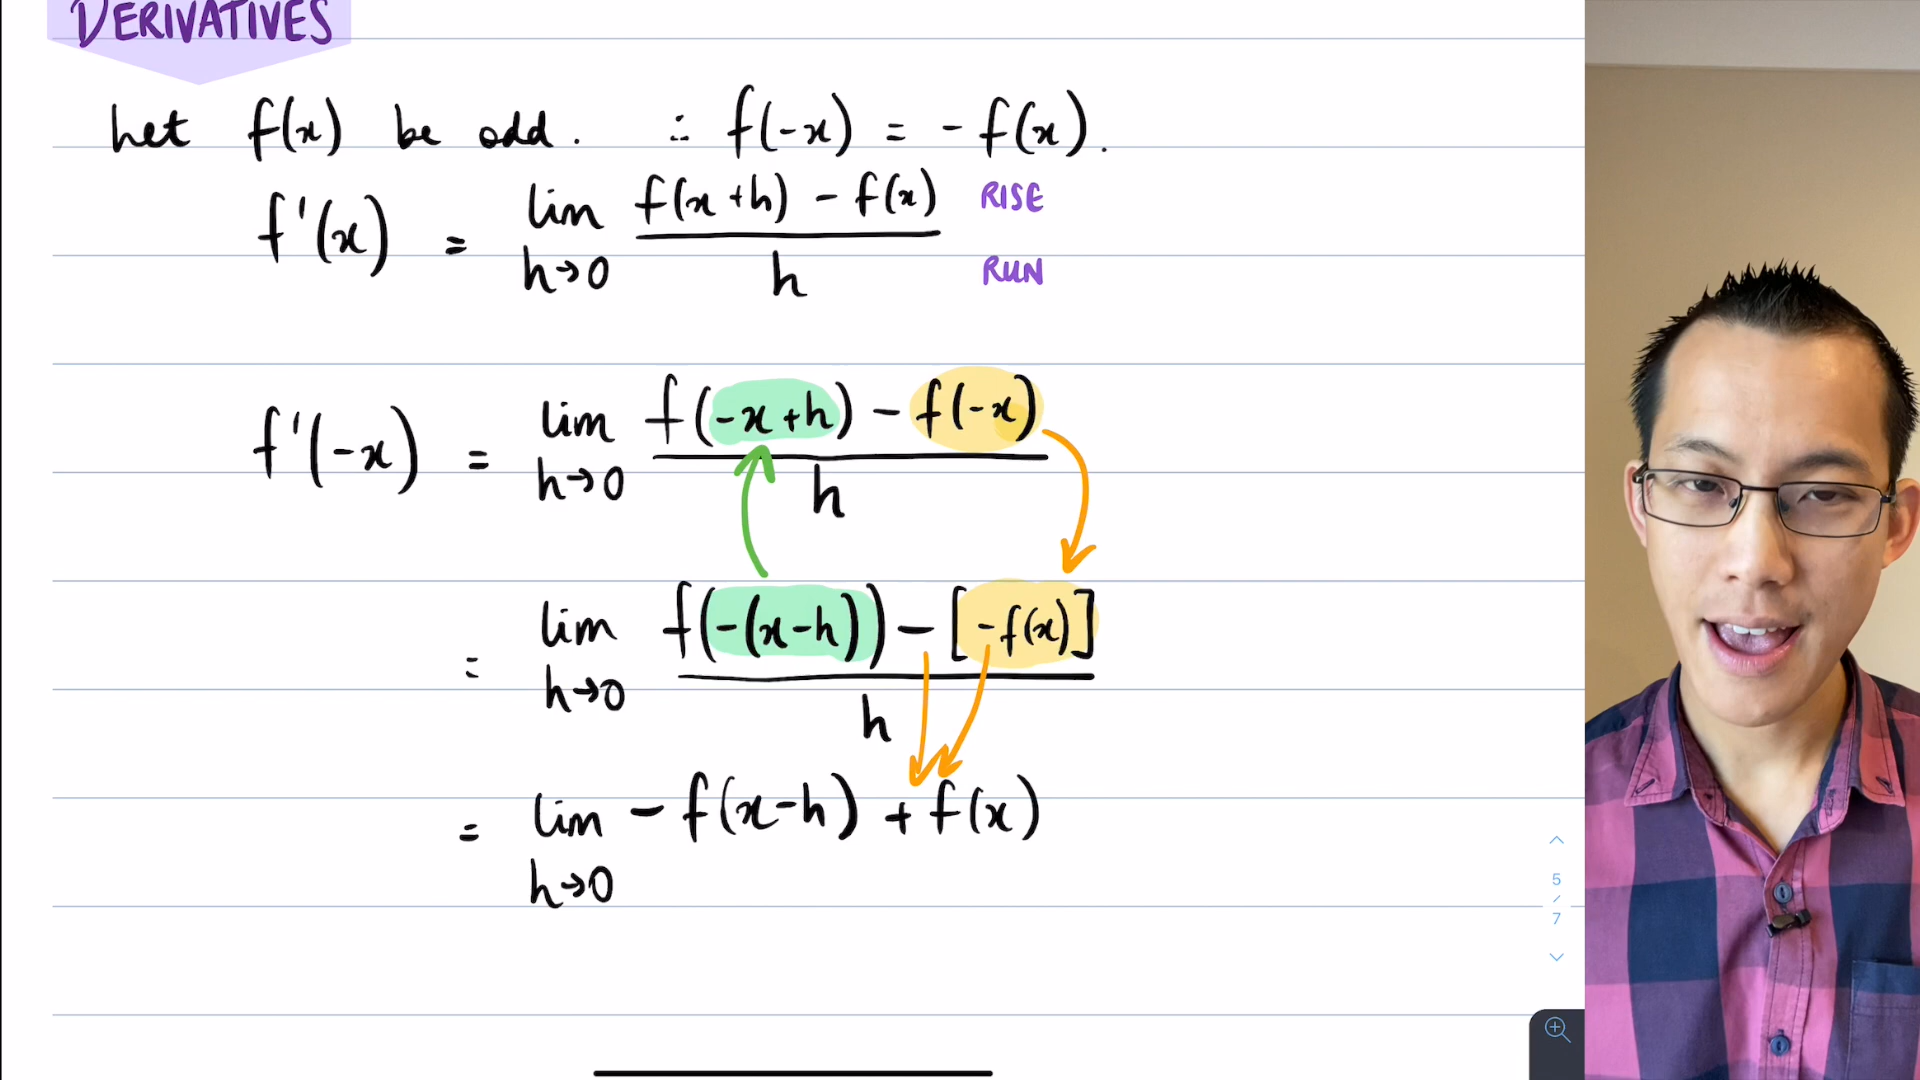 DERIVATIVES
Let f(x) be odd. ∴ f(-x) = - f(x).
f'(x) = lim h→0 f(x+h) - f(x) / h RISE RUN
f'(-x) = lim h→0 f(-x+h) - f(-x) / h
= lim h→0 f(-(x-h)) - [-f(x)] / h
= lim h→0 - f(x-h) + f(x)
5 / 7